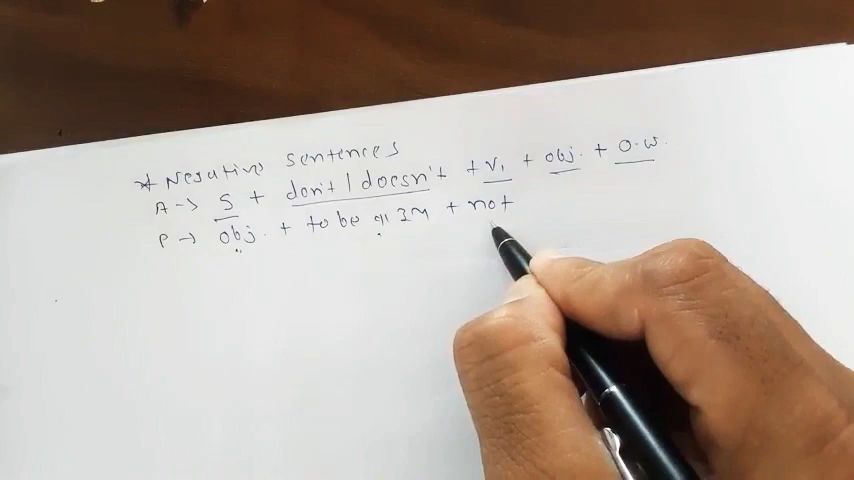 * Negative sentences
A → S + don't / doesn't + V₁ + obj. + O.W.
P → obj. + to be का રૂપ + not